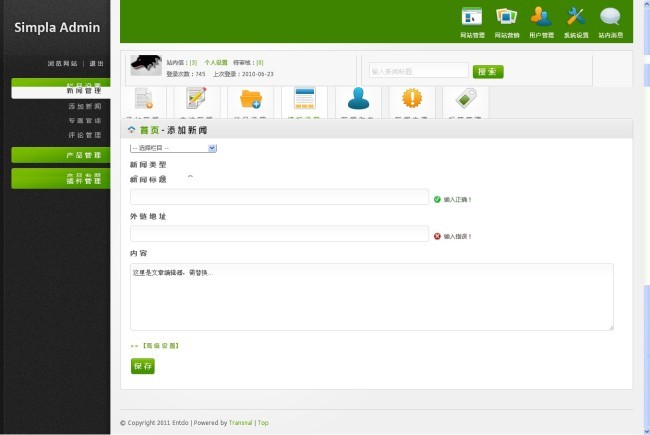 Simpla Admin
浏览网站 | 退出
新闻管理
添加新闻
专题管理
评论管理
产品管理
插件管理
网站管理 网站营销 用户管理 系统设置 站内消息
站内信：[3] 个人设置 待审核：[0]
登录次数：745 上次登录：2010-06-23
输入新闻标题 搜索
首页 - 添加新闻
-- 选择栏目 --
新闻类型
新闻标题
输入正确！
外链地址
输入错误！
内容
这里是文章编辑器，需替换...
>> 【高级设置】
保存
© Copyright 2011 Entdo | Powered by Transnal | Top